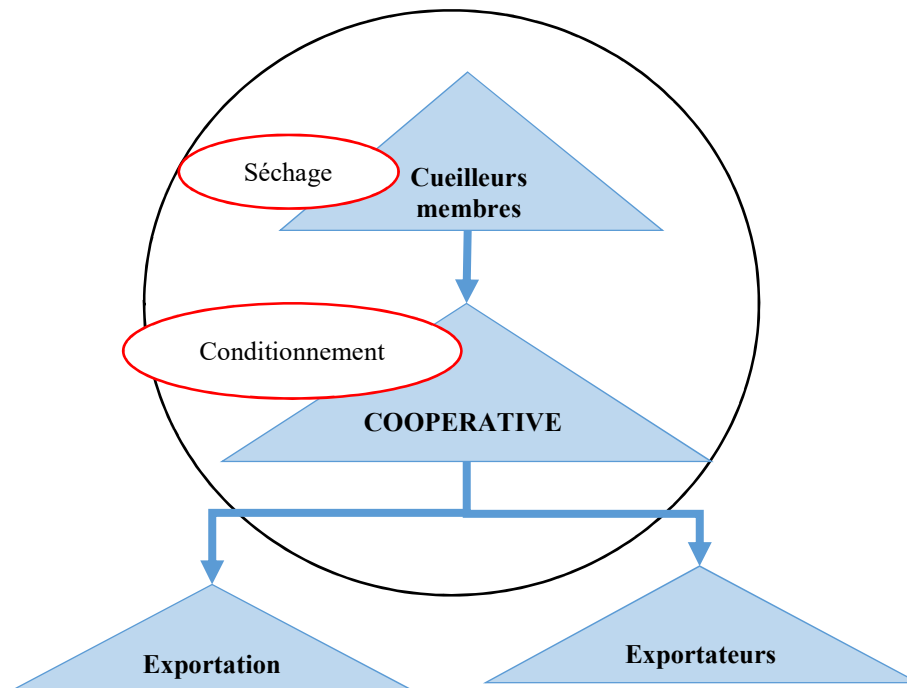 Séchage
Cueilleurs
membres
Conditionnement
COOPERATIVE
Exportation
Exportateurs